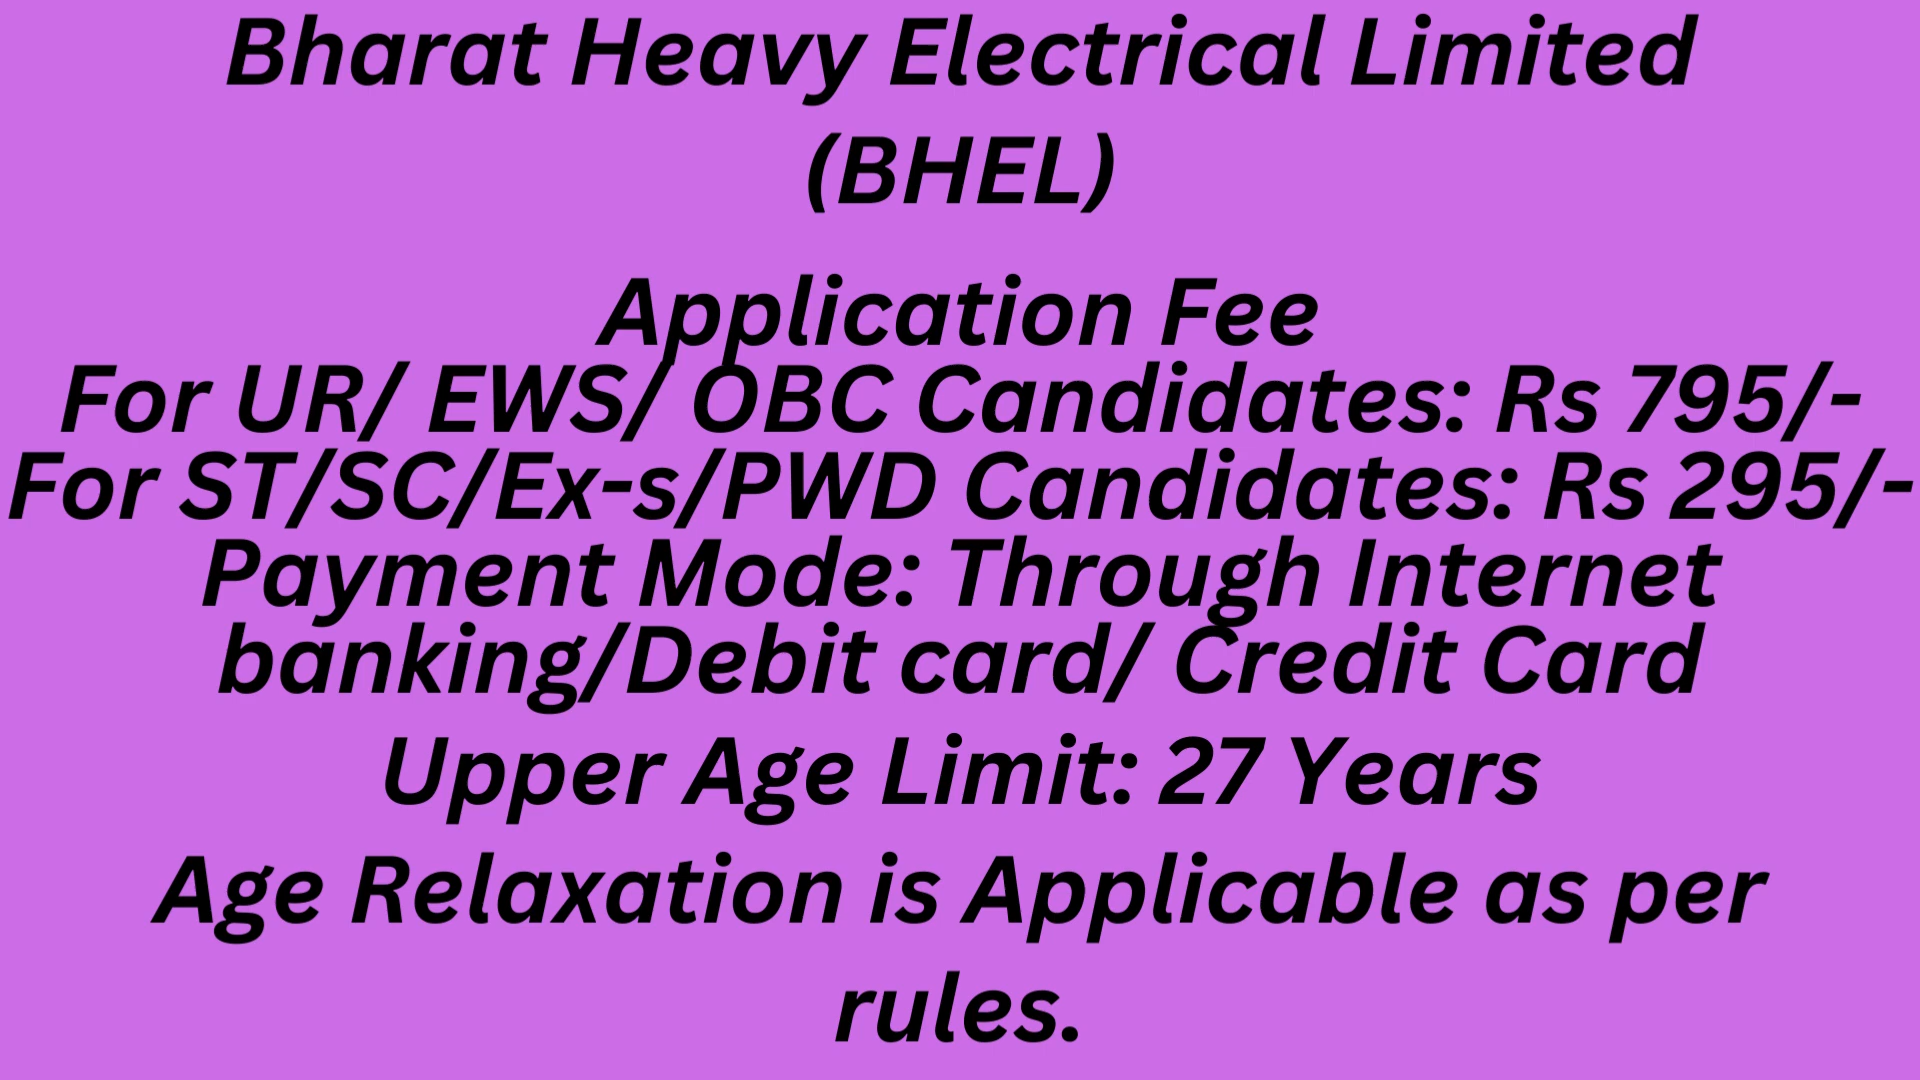 Bharat Heavy Electrical Limited
(BHEL)
Application Fee
For UR/ EWS/ OBC Candidates: Rs 795/-
For ST/SC/Ex-s/PWD Candidates: Rs 295/-
Payment Mode: Through Internet
banking/Debit card/ Credit Card
Upper Age Limit: 27 Years
Age Relaxation is Applicable as per
rules.